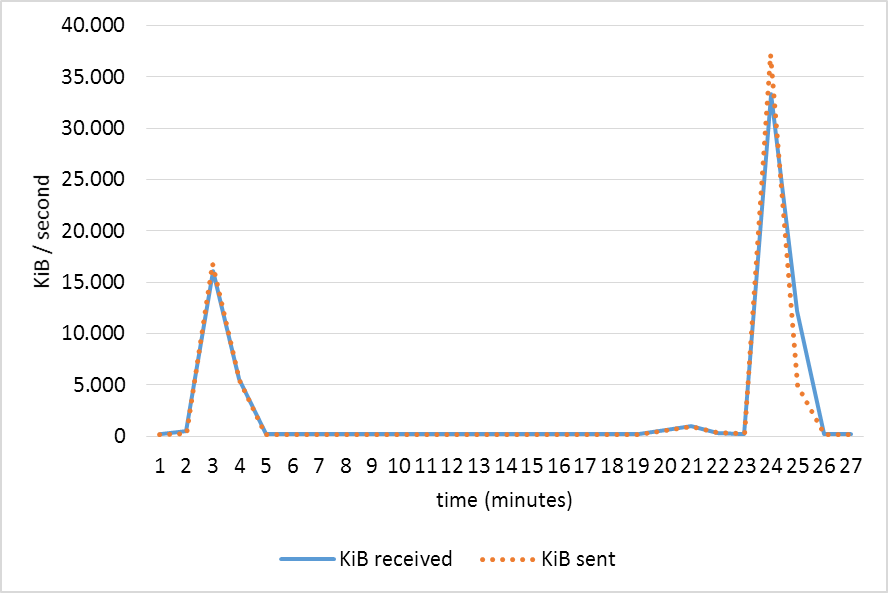 40.000
35.000
30.000
25.000
20.000
15.000
10.000
5.000
0
KiB / second
1 2 3 4 5 6 7 8 9 10 11 12 13 14 15 16 17 18 19 20 21 22 23 24 25 26 27
time (minutes)
KiB received KiB sent